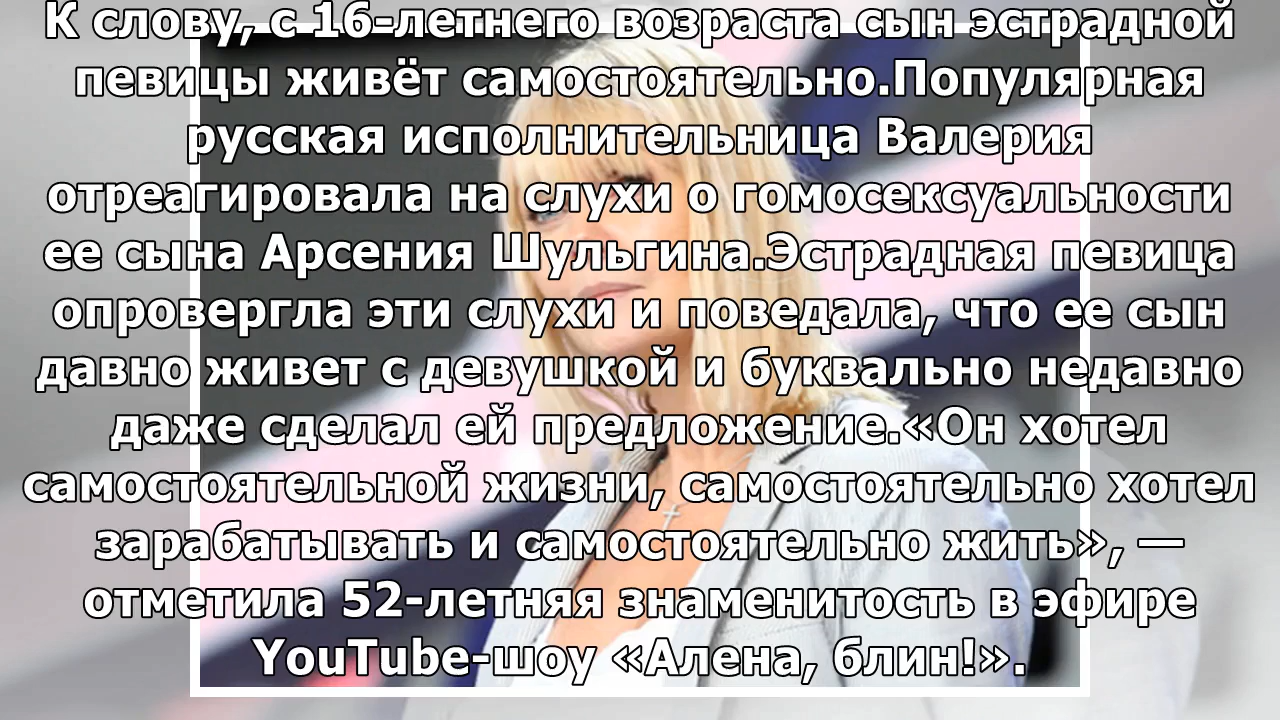 К слову, с 16-летнего возраста сын эстрадной
певицы живёт самостоятельно.Популярная
русская исполнительница Валерия
отреагировала на слухи о гомосексуальности
ее сына Арсения Шульгина.Эстрадная певица
опровергла эти слухи и поведала, что ее сын
давно живет с девушкой и буквально недавно
даже сделал ей предложение.«Он хотел
самостоятельной жизни, самостоятельно хотел
зарабатывать и самостоятельно жить», —
отметила 52-летняя знаменитость в эфире
YouTube-шоу «Алена, блин!».